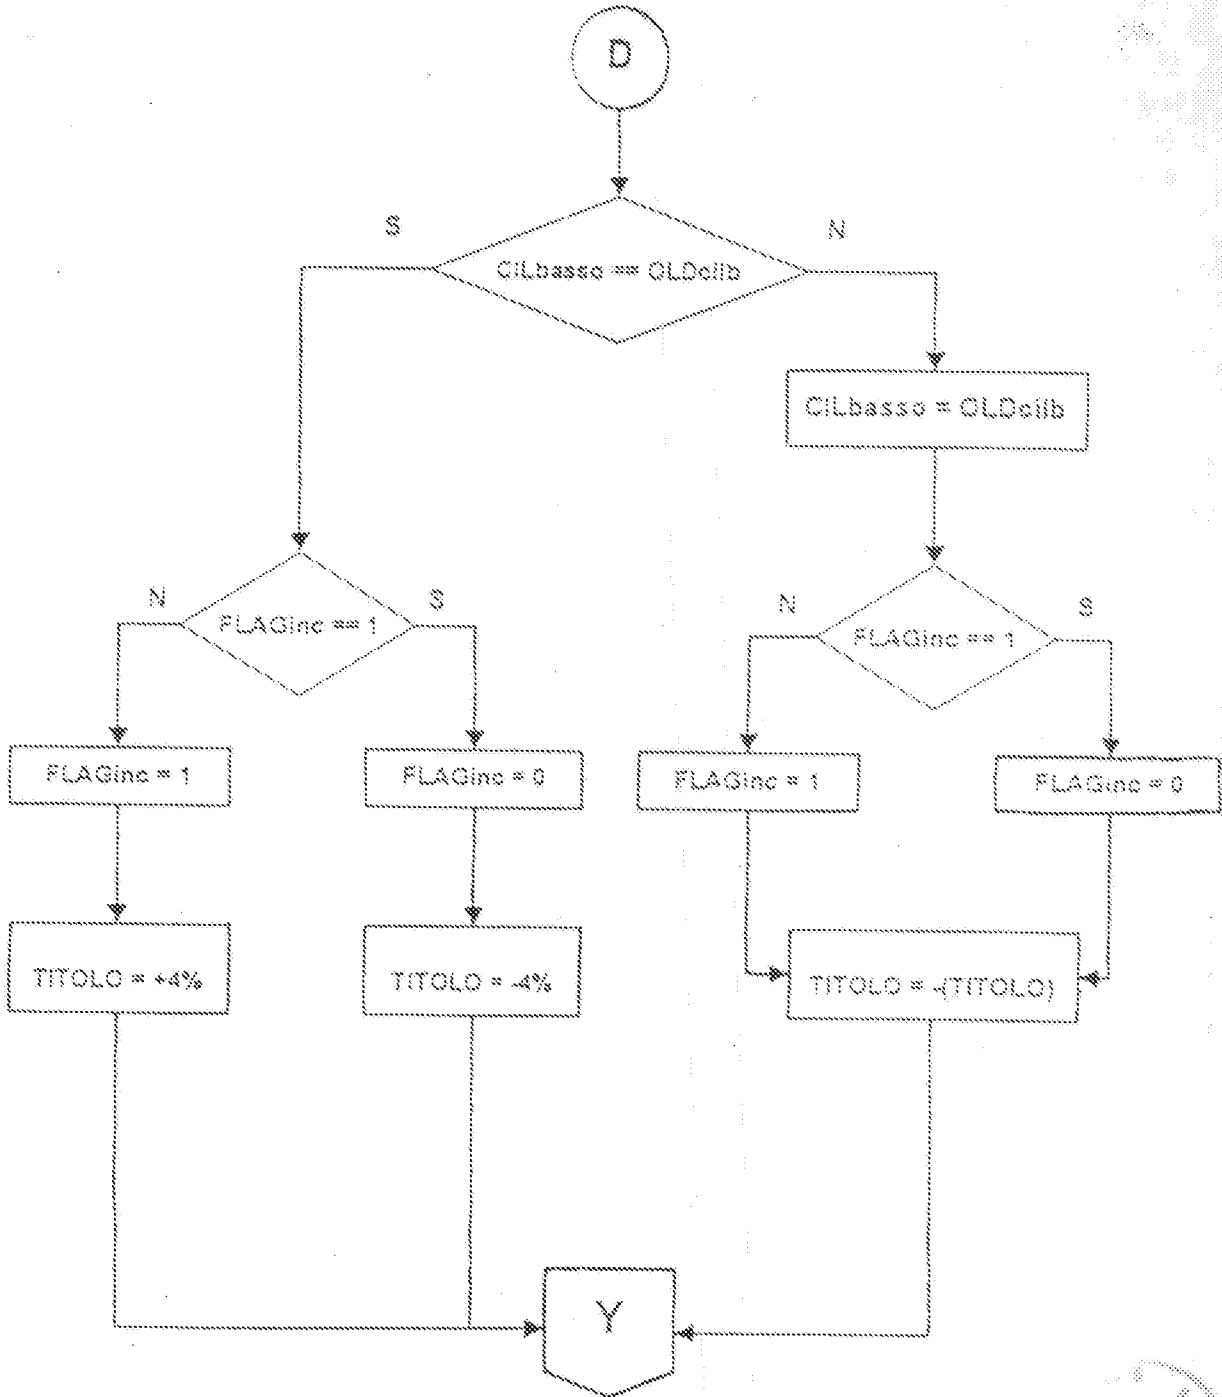 D
S
N
CILbasso == OLDcilb
CILbasso = OLDcilb
N
S
FLAGinc == 1
N
S
FLAGinc == 1
FLAGinc = 1
FLAGinc = 0
FLAGinc = 1
FLAGinc = 0
TITOLO = +4%
TITOLO = -4%
TITOLO = -(TITOLO)
Y